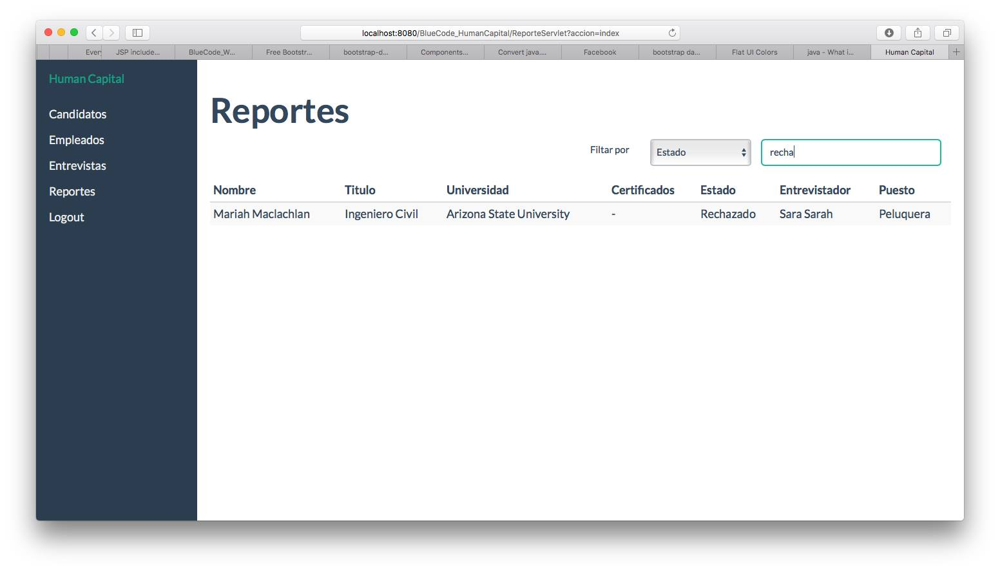 localhost:8080/BlueCode_HumanCapital/ReporteServlet?accion=index
Every JSP include... BlueCode_W... Free Bootstr... bootstrap-d... Components... Convert java.... Facebook bootstrap da... Flat UI Colors java - What i... Human Capital
Human Capital
Candidatos
Empleados
Entrevistas
Reportes
Logout
Reportes
Filtar por Estado recha
Nombre Titulo Universidad Certificados Estado Entrevistador Puesto
Mariah Maclachlan Ingeniero Civil Arizona State University - Rechazado Sara Sarah Peluquera